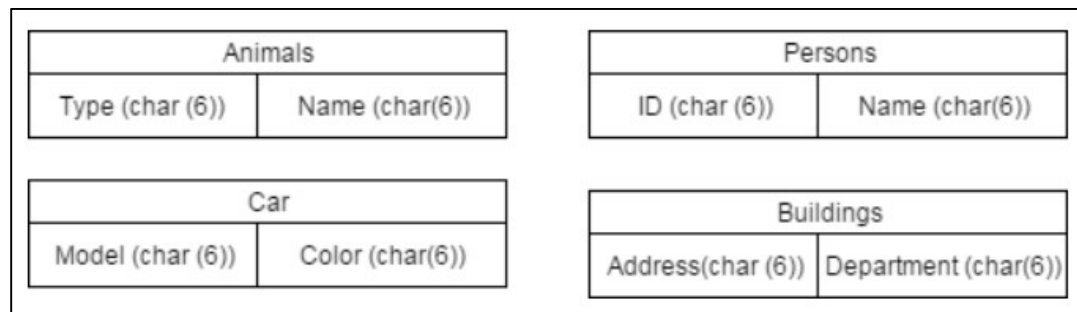 Animals
Type (char (6)) Name (char(6))
Persons
ID (char (6)) Name (char(6))
Car
Model (char (6)) Color (char(6))
Buildings
Address(char (6)) Department (char(6))